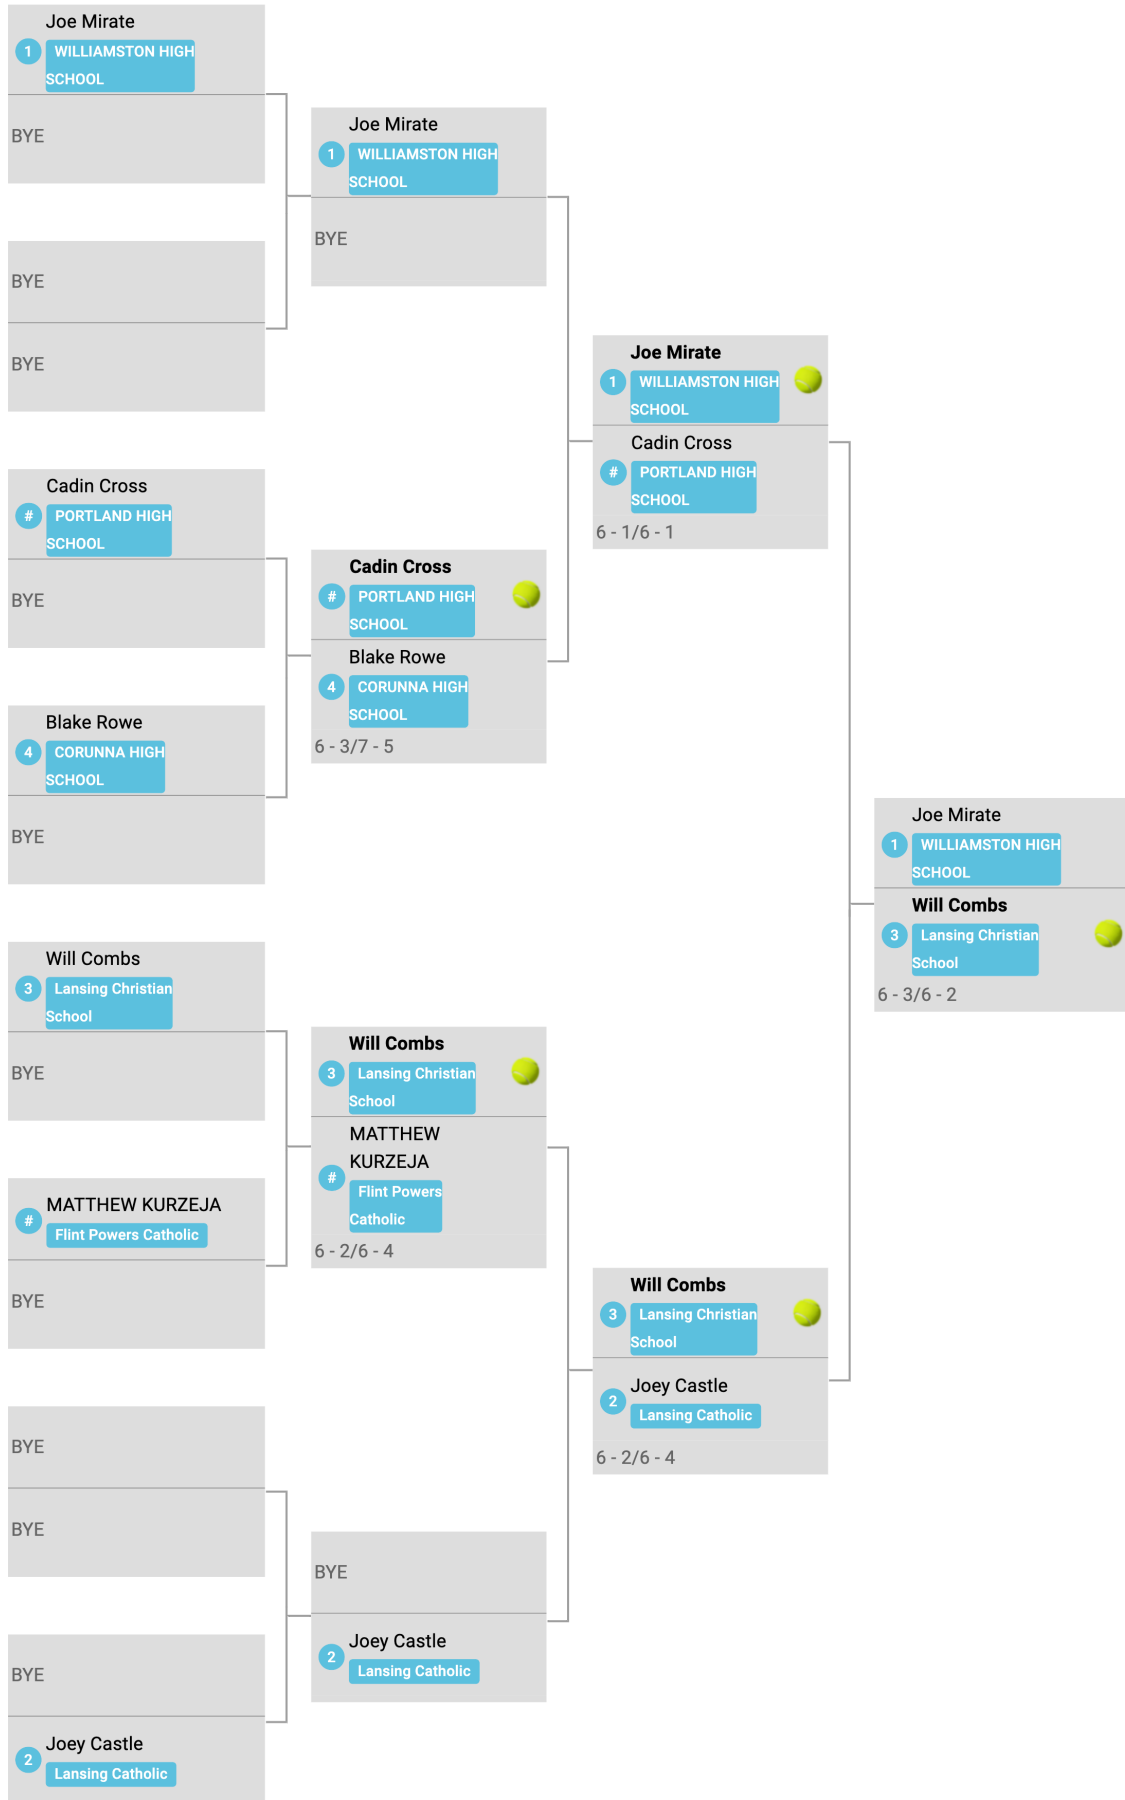 Joe Mirate
1
WILLIAMSTON HIGH
SCHOOL
BYE
BYE
BYE
Cadin Cross
#
PORTLAND HIGH
SCHOOL
BYE
Blake Rowe
4
CORUNNA HIGH
SCHOOL
BYE
Will Combs
3
Lansing Christian
School
BYE
MATTHEW KURZEJA
#
Flint Powers Catholic
BYE
BYE
BYE
BYE
Joey Castle
2
Lansing Catholic
Joe Mirate
1
WILLIAMSTON HIGH
SCHOOL
BYE
Cadin Cross
#
PORTLAND HIGH
SCHOOL
Blake Rowe
4
CORUNNA HIGH
SCHOOL
6 - 3/7 - 5
Will Combs
3
Lansing Christian
School
MATTHEW
KURZEJA
#
Flint Powers
Catholic
6 - 2/6 - 4
BYE
Joey Castle
2
Lansing Catholic
Joe Mirate
1
WILLIAMSTON HIGH
SCHOOL
Cadin Cross
#
PORTLAND HIGH
SCHOOL
6 - 1/6 - 1
Will Combs
3
Lansing Christian
School
Joey Castle
2
Lansing Catholic
6 - 2/6 - 4
Joe Mirate
1
WILLIAMSTON HIGH
SCHOOL
Will Combs
3
Lansing Christian
School
6 - 3/6 - 2